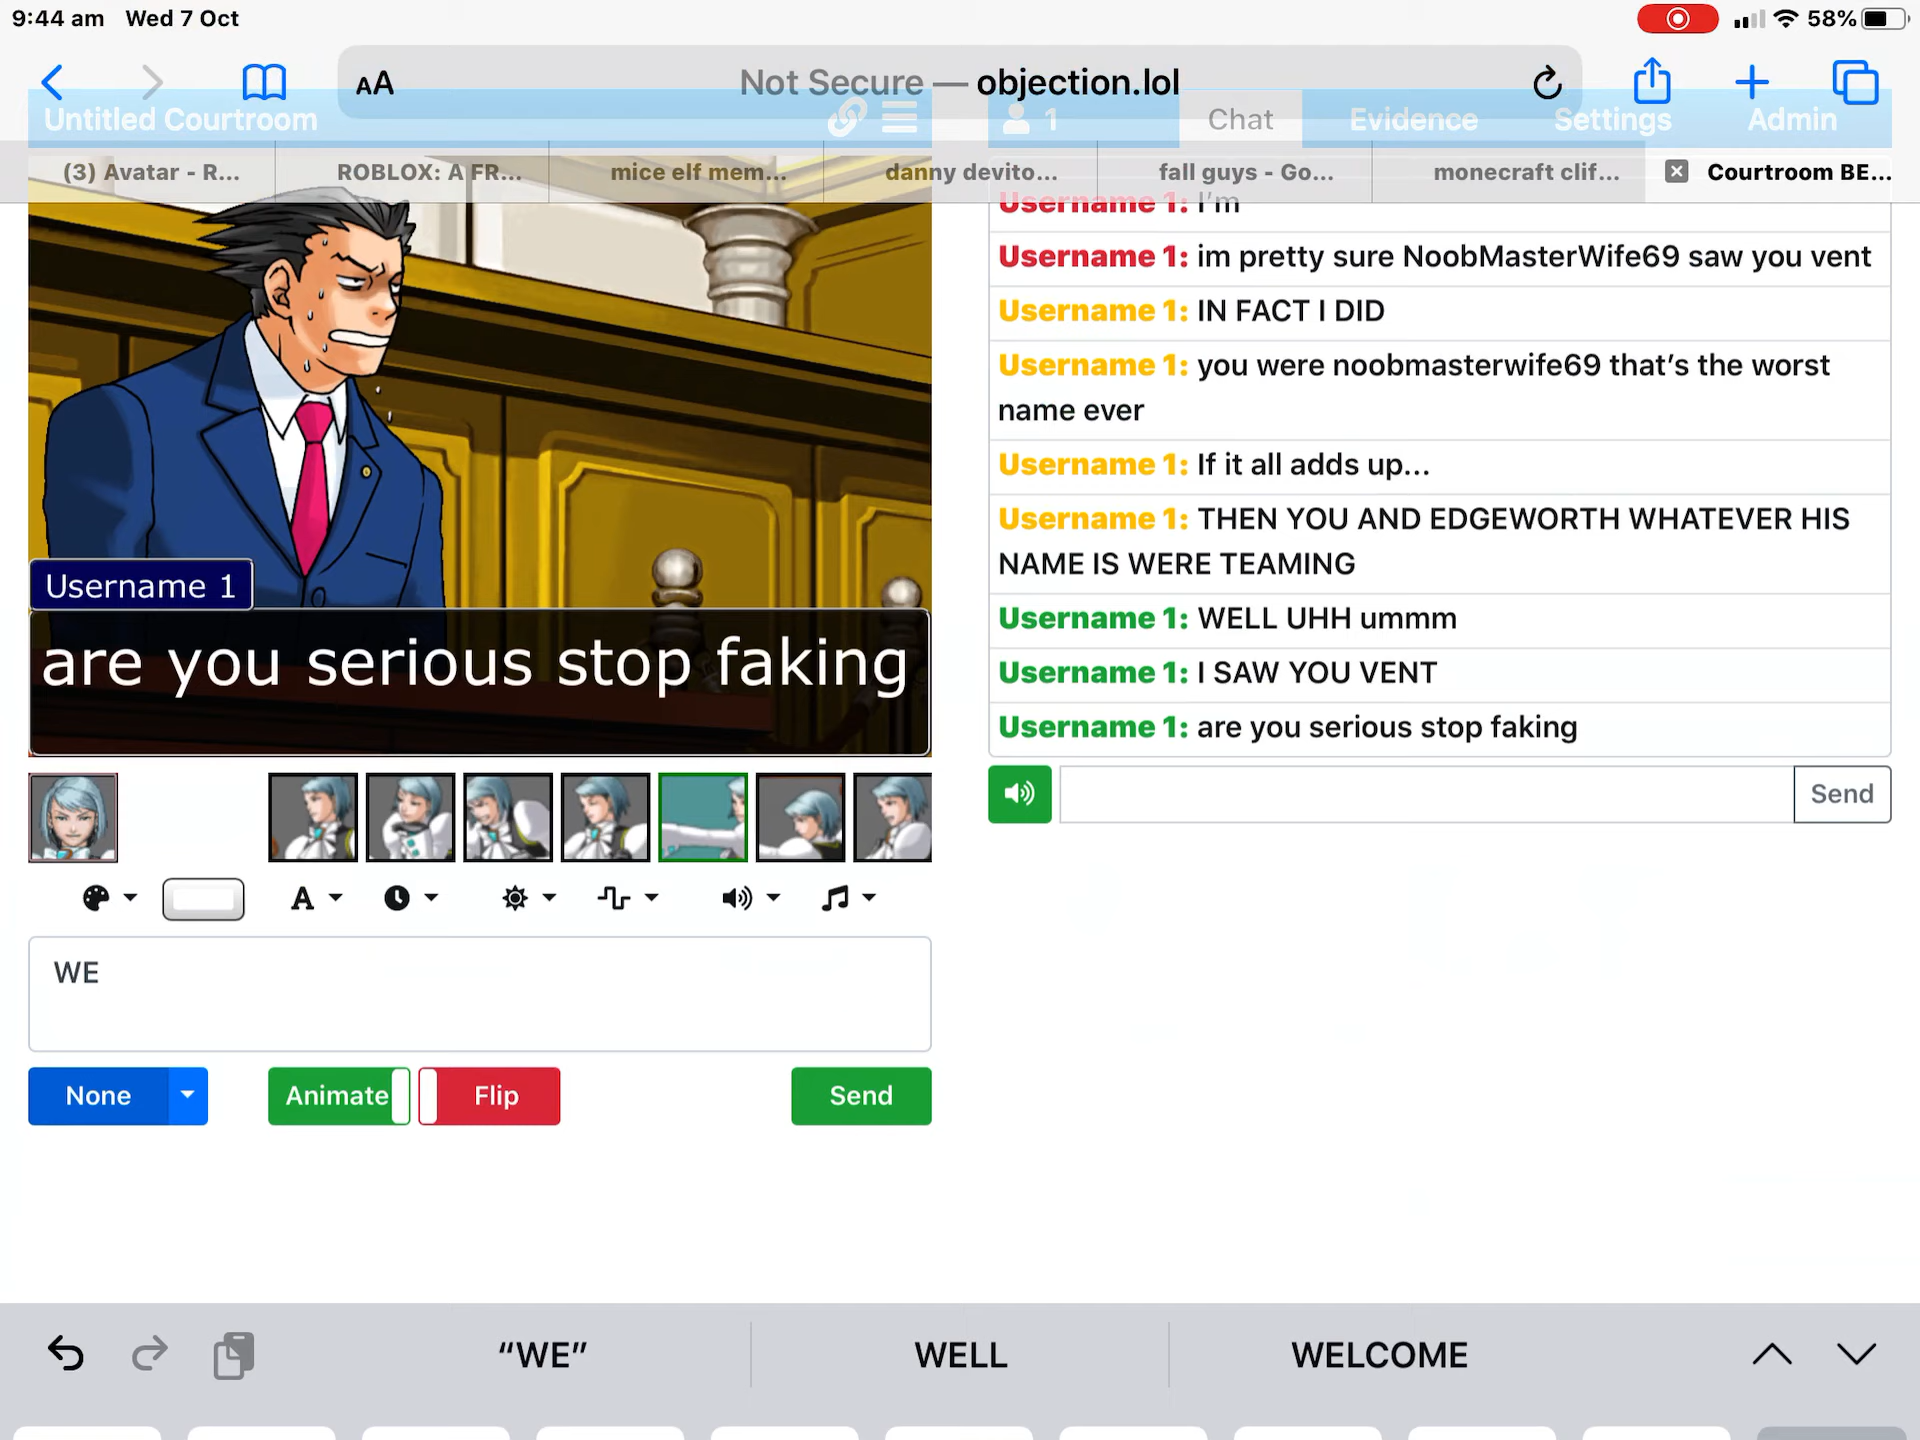 9:44 am Wed 7 Oct
58%
AA
Not Secure — objection.lol
Untitled Courtroom
1
Chat
Evidence
Settings
Admin
(3) Avatar - R...
ROBLOX: A FR...
mice elf mem...
danny devito...
fall guys - Go...
monecraft clif...
Courtroom BE...
Username 1: I'm
Username 1: im pretty sure NoobMasterWife69 saw you vent
Username 1: IN FACT I DID
Username 1: you were noobmasterwife69 that’s the worst
name ever
Username 1: If it all adds up...
Username 1: THEN YOU AND EDGEWORTH WHATEVER HIS
NAME IS WERE TEAMING
Username 1: WELL UHH ummm
Username 1: I SAW YOU VENT
Username 1: are you serious stop faking
Send
Username 1
are you serious stop faking
A
WE
None
Animate
Flip
Send
“WE”
WELL
WELCOME